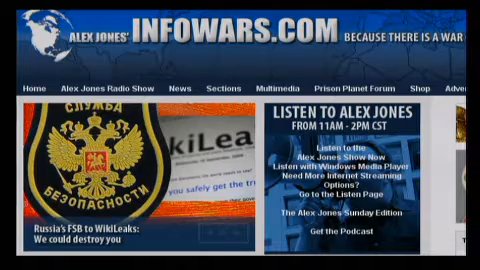 ALEX JONES' INFOWARS.COM BECAUSE THERE IS A WAR
Home Alex Jones Radio Show News Sections Multimedia Prison Planet Forum Shop Adver
СЛУЖБА
БЕЗОПАСНОСТИ
kiLeaks
you safely get the tru
Russia's FSB to WikiLeaks:
We could destroy you
LISTEN TO ALEX JONES
FROM 11AM - 2PM CST
Listen to the
Alex Jones Show Now
Listen with Windows Media Player
Need More Internet Streaming
Options?
Go to the Listen Page
The Alex Jones Sunday Edition
Get the Podcast